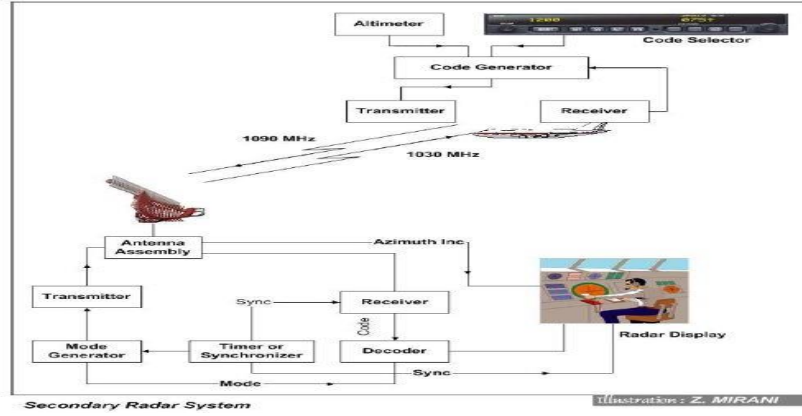 Altimeter
1200
075↑
Code Selector
Code Generator
Transmitter
Receiver
1090 MHz
1030 MHz
Antenna
Assembly
Azimuth Inc
Transmitter
Sync
Receiver
Code
Radar Display
Mode
Generator
Timer or
Synchronizer
Decoder
Sync
Mode
Secondary Radar System
Illustration : Z. MIRANI